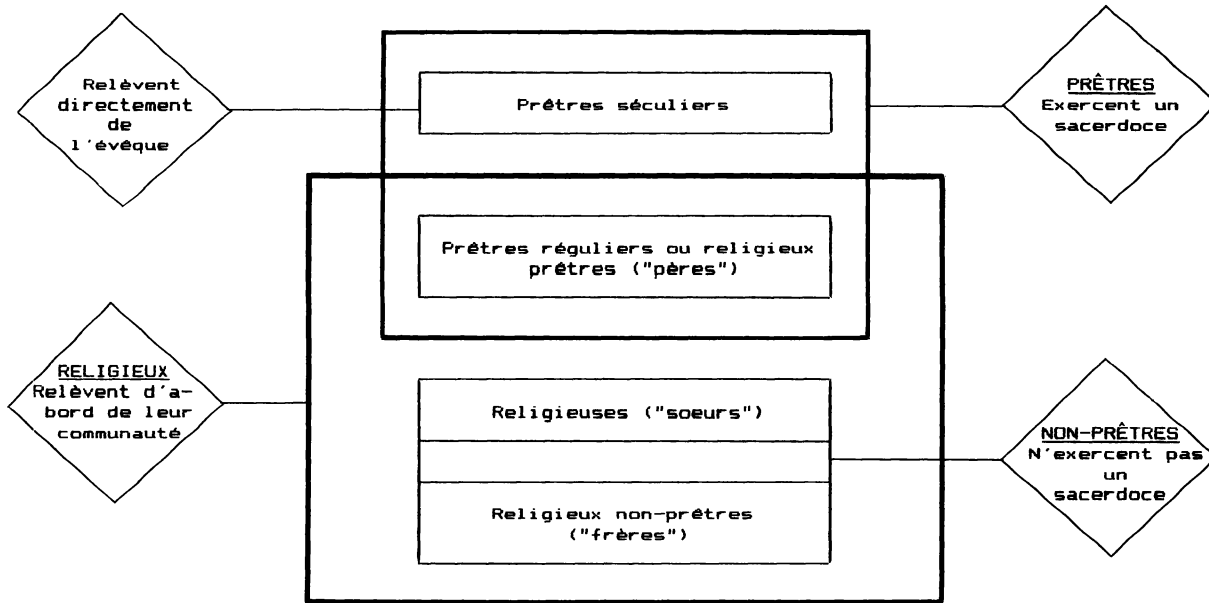 Relèvent
directement
de
l'évêque
Prêtres séculiers
PRÊTRES
Exercent un
sacerdoce
Prêtres réguliers ou religieux
prêtres ("pères")
RELIGIEUX
Relèvent d'a-
bord de leur
communauté
Religieuses ("soeurs")
Religieux non-prêtres
("frères")
NON-PRÊTRES
N'exercent pas
un
sacerdoce